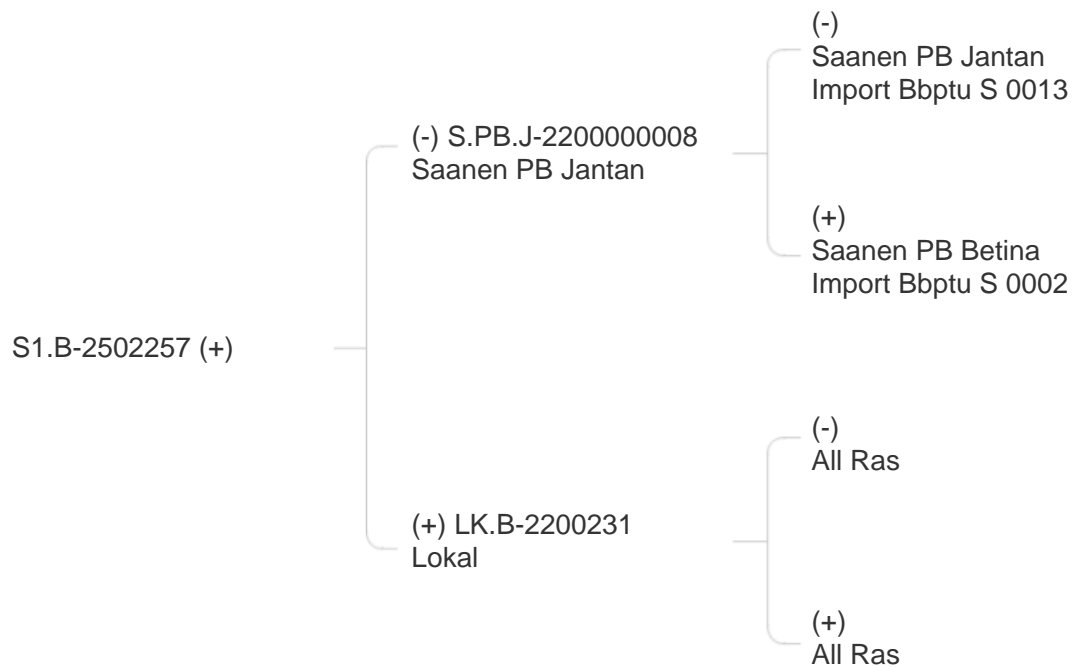 S1.B-2502257 (+)
(-) S.PB.J-2200000008
Saanen PB Jantan
(-)
Saanen PB Jantan
Import Bbptu S 0013
(+)
Saanen PB Betina
Import Bbptu S 0002
(+) LK.B-2200231
Lokal
(-)
All Ras
(+)
All Ras